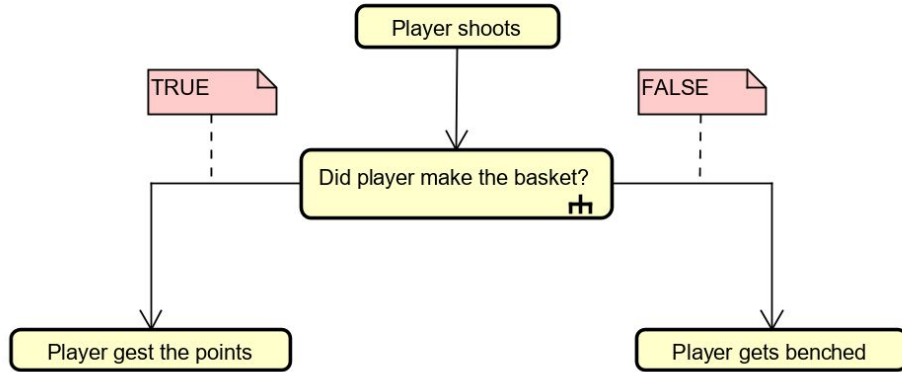 Player shoots
TRUE
FALSE
Did player make the basket?
Player gest the points
Player gets benched